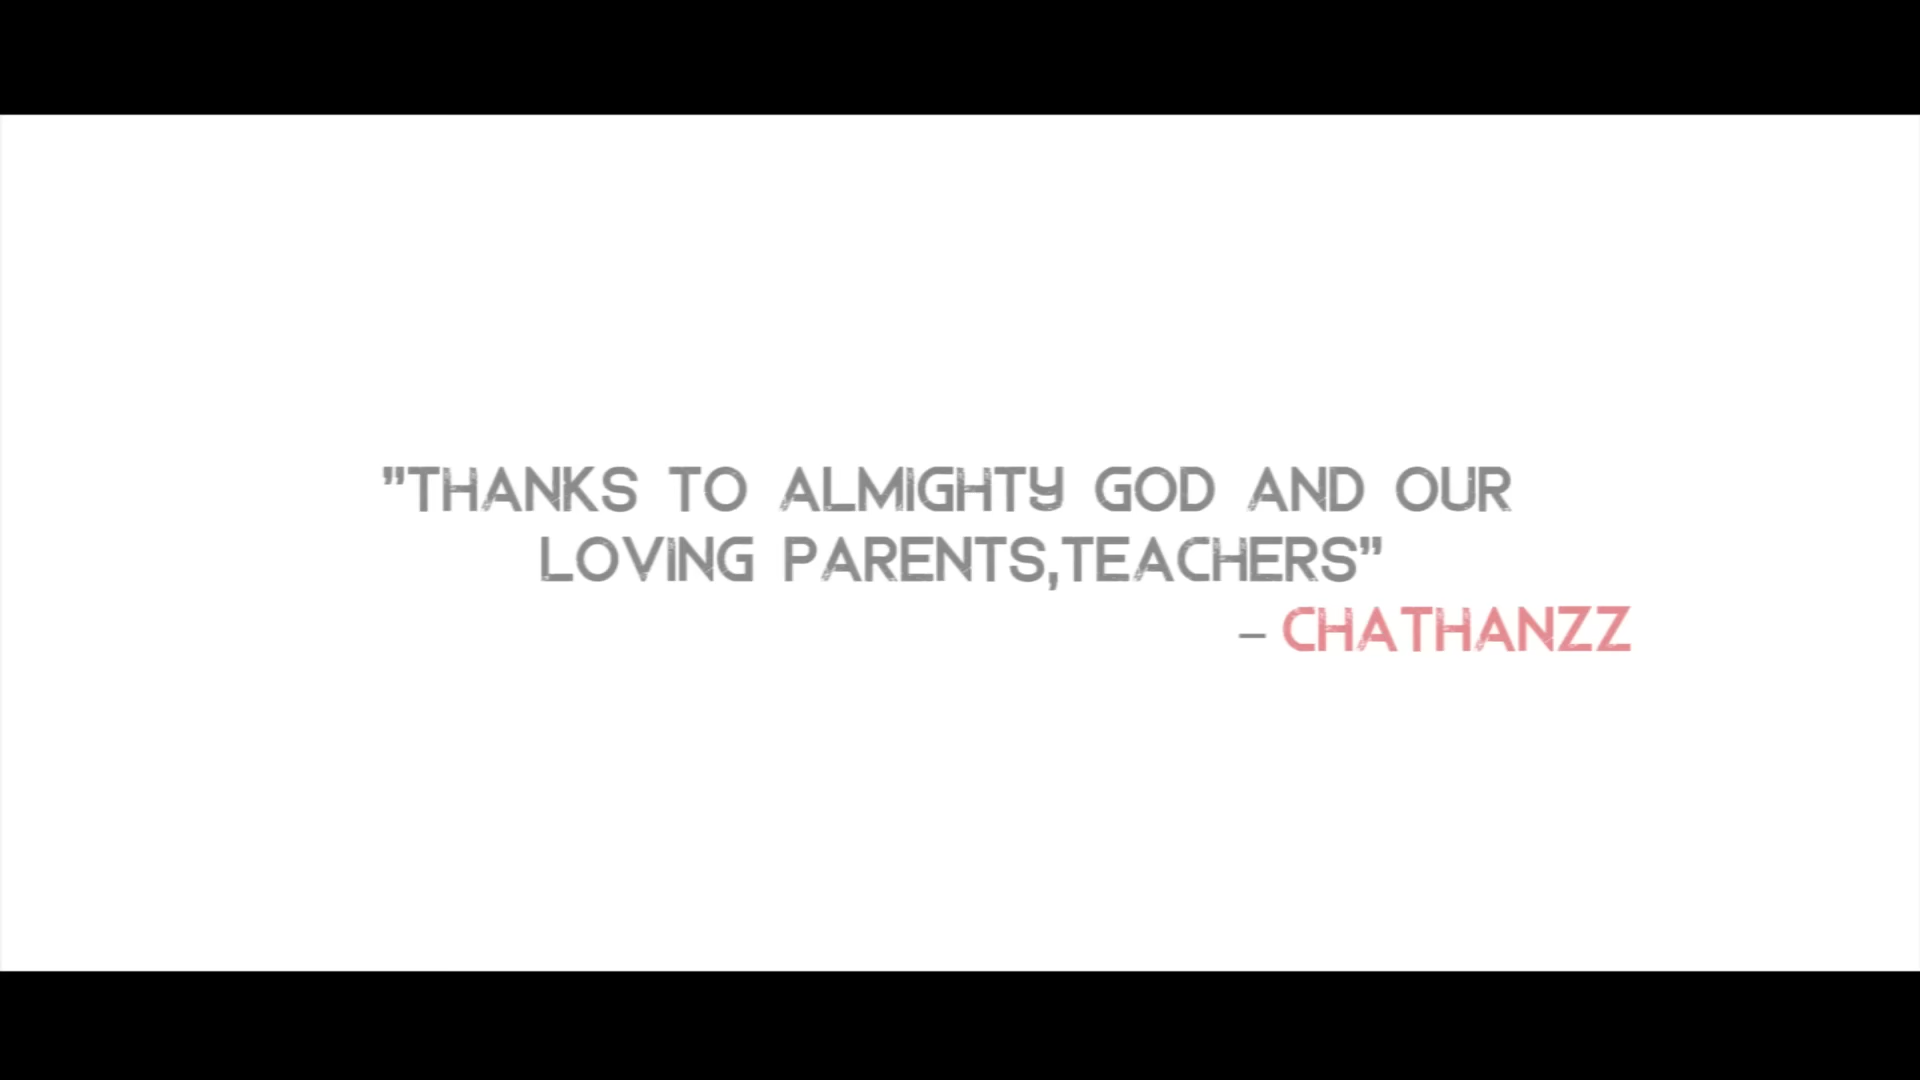 "THANKS TO ALMIGHTY GOD AND OUR
LOVING PARENTS,TEACHERS"
– CHATHANZZ